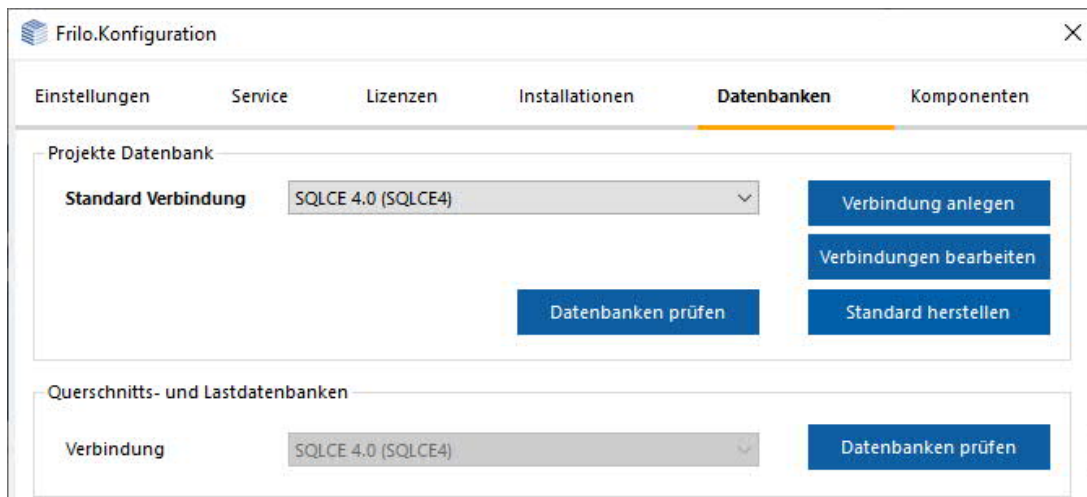 Frilo.Konfiguration
Einstellungen Service Lizenzen Installationen Datenbanken Komponenten
Projekte Datenbank
Standard Verbindung SQLCE 4.0 (SQLCE4) Verbindung anlegen
Verbindungen bearbeiten
Datenbanken prüfen Standard herstellen
Querschnitts- und Lastdatenbanken
Verbindung SQLCE 4.0 (SQLCE4) Datenbanken prüfen